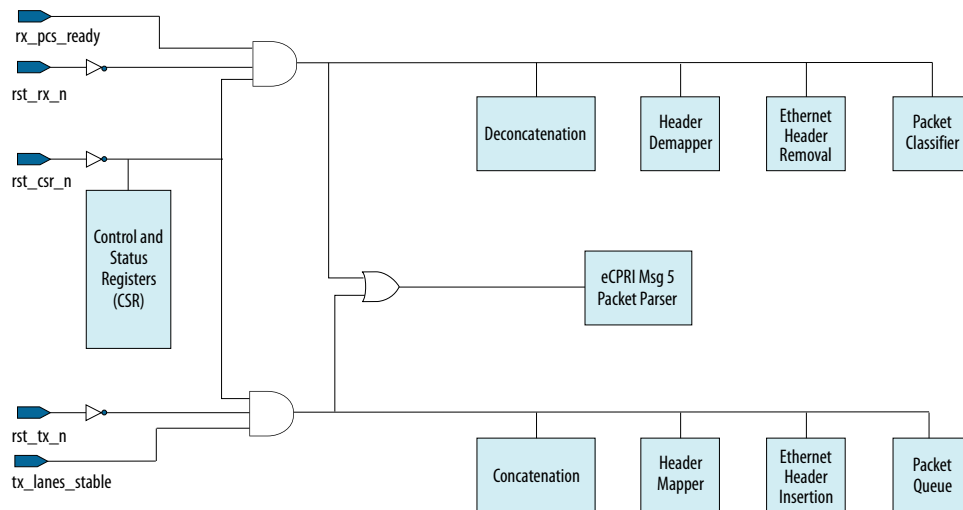 rx_pcs_ready
rst_rx_n
rst_csr_n
Control and
Status
Registers
(CSR)
Deconcatenation
Header
Demapper
Ethernet
Header
Removal
Packet
Classifier
eCPRI Msg 5
Packet Parser
rst_tx_n
tx_lanes_stable
Concatenation
Header
Mapper
Ethernet
Header
Insertion
Packet
Queue